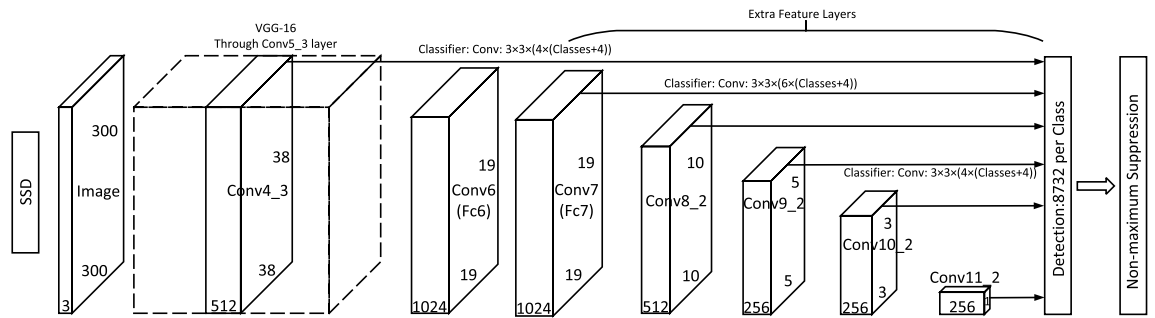 Extra Feature Layers
VGG-16
Through Conv5_3 layer
Classifier: Conv: 3×3×(4×(Classes+4))
Classifier: Conv: 3×3×(6×(Classes+4))
SSD
300
Image
300
3
38
Conv4_3
38
512
19
Conv6
(Fc6)
19
1024
19
Conv7
(Fc7)
19
1024
10
Conv8_2
10
512
5
Conv9_2
5
256
Classifier: Conv: 3×3×(4×(Classes+4))
3
Conv10_2
3
256
Conv11_2
256
1
Detection:8732 per Class
Non-maximum Suppression